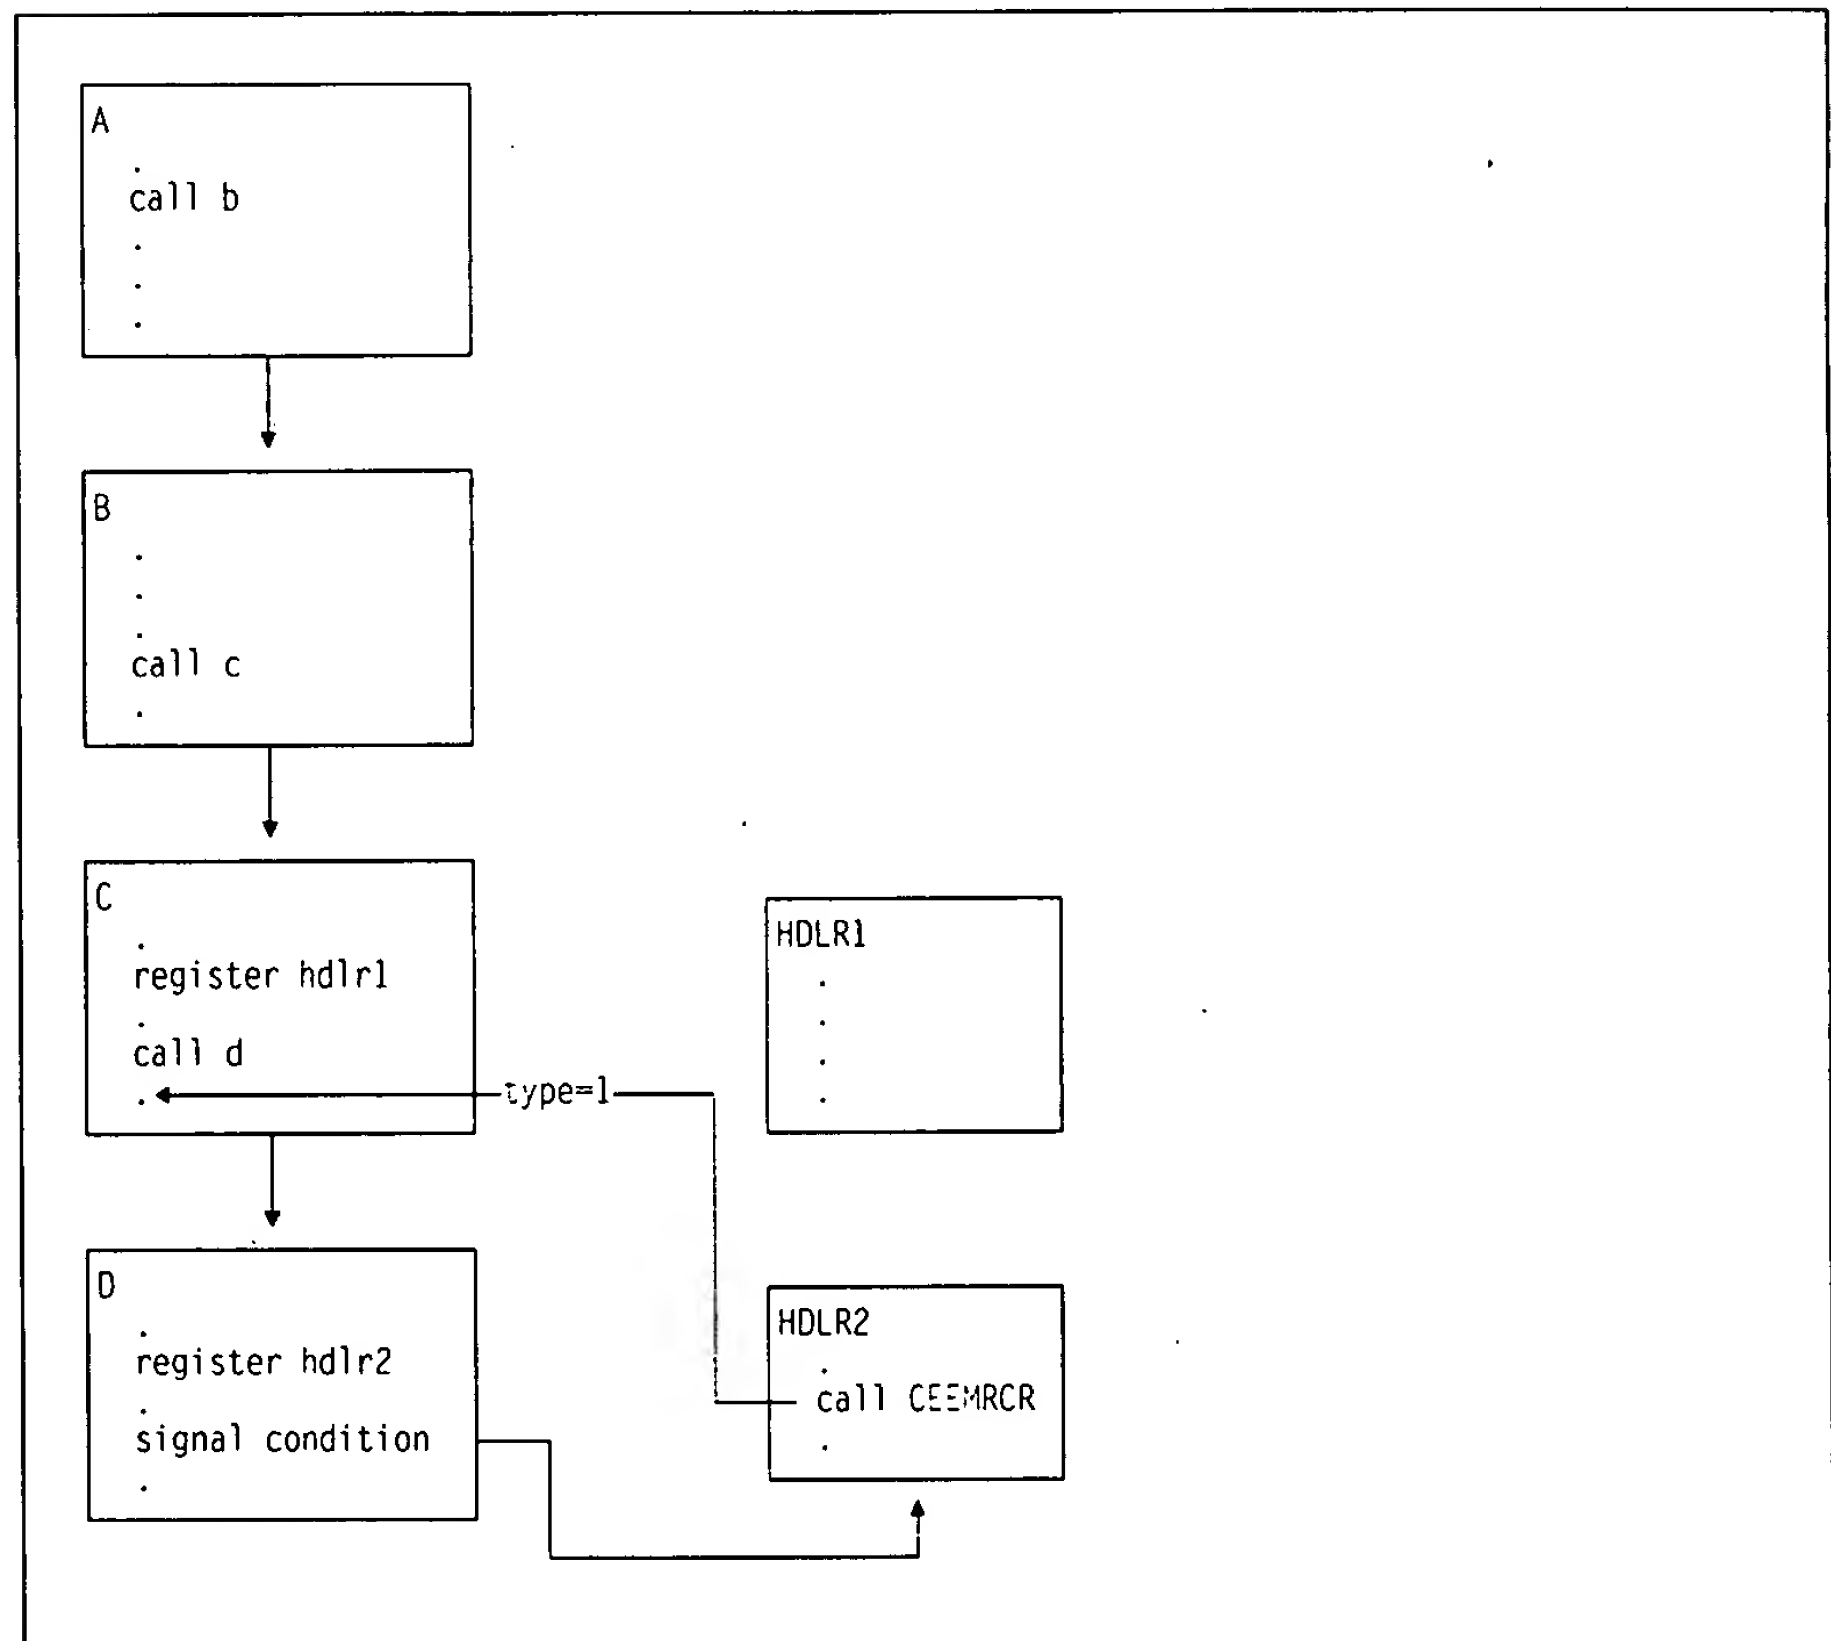 A
.
call b
.
.
.
B
.
.
.
call c
.
C
.
register hdlr1
.
call d
.
type=1
HDLR1
.
.
.
.
D
.
register hdlr2
.
signal condition
.
HDLR2
.
call CEEMRCR
.